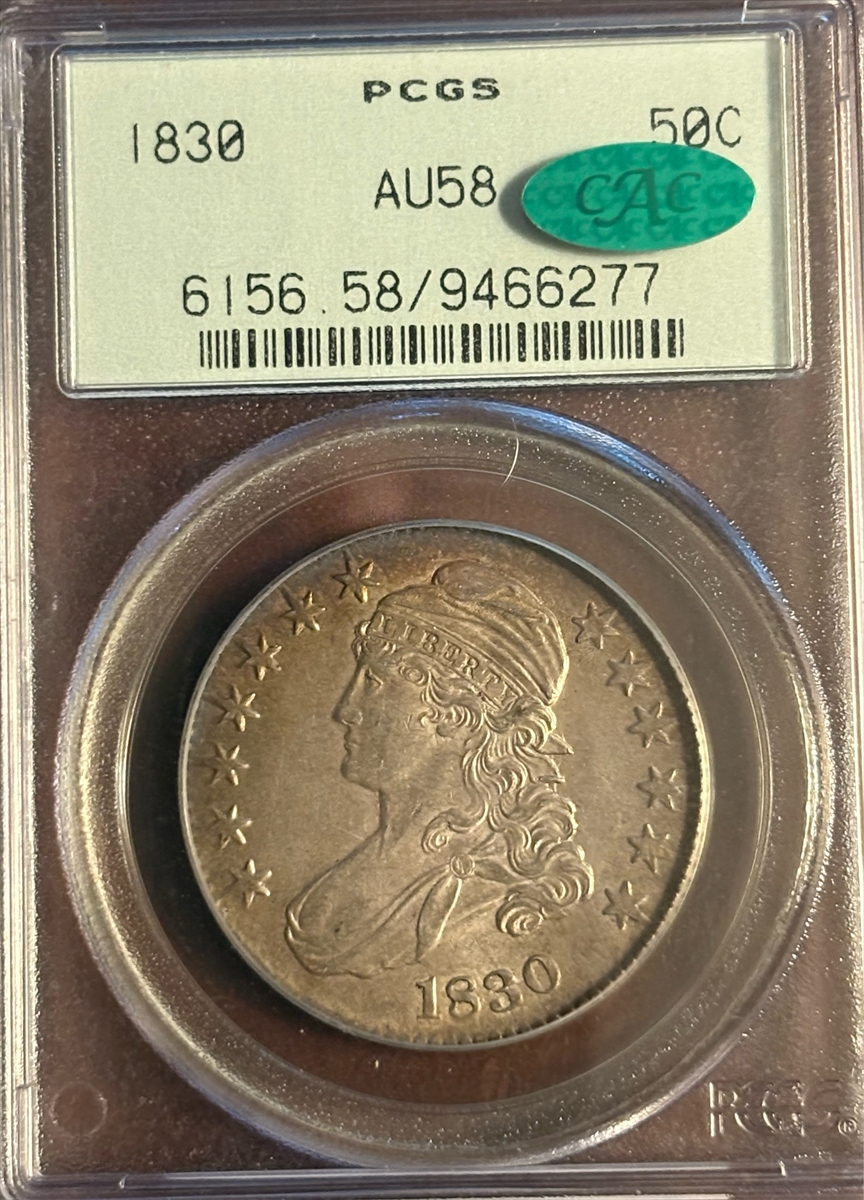 PCGS
1830 50C
AU58 CAC
6156.58/9466277
LIBERTY
1830
PCGS